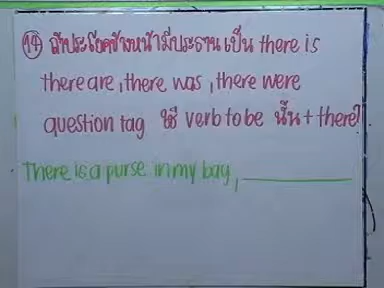 14 ถ้าประโยคข้างหน้ามีประธานเป็น there is
there are, there was, there were
question tag ใช้ verb to be นั้น + there?
There is a purse in my bag, __________